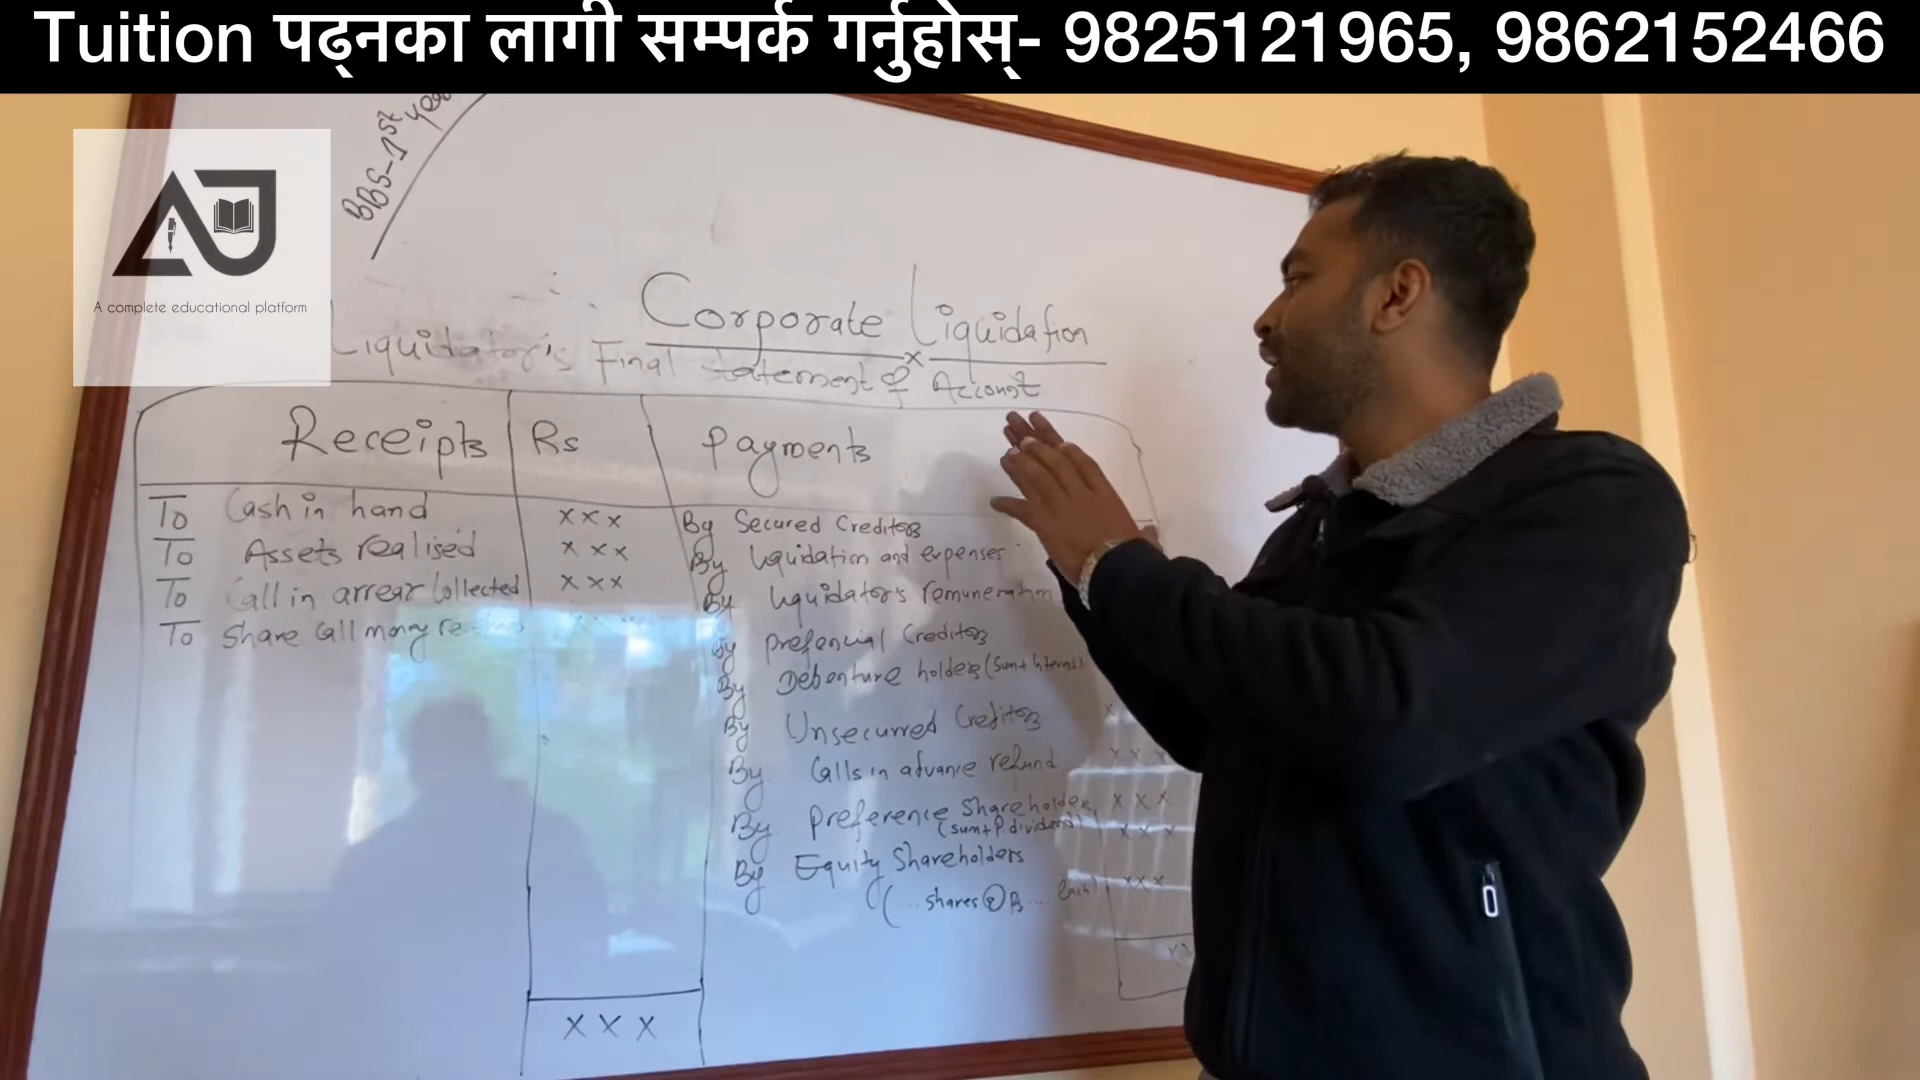 Tuition पढ्नका लागी सम्पर्क गर्नुहोस्- 9825121965, 9862152466
BBS-1st year
AJ
A complete educational platform
Corporate Liquidation
Liquidator's Final Statement of Account
Receipts Rs Payments
To Cash in hand xxx By Secured Creditors
To Assets realised xxx By Liquidation and expenses
To Call in arrear Collected xxx By Liquidator's remuneration
To Share Call money By Prefencial Creditors
By Debenture holders (Sum+Interest)
By Unsecurred Creditors
By Calls in advance refund x x x
By Preference Shareholders x x x
(sum+P dividend) x x x
By Equity Shareholders xxx
(... shares @ Rs ... each)
xxx